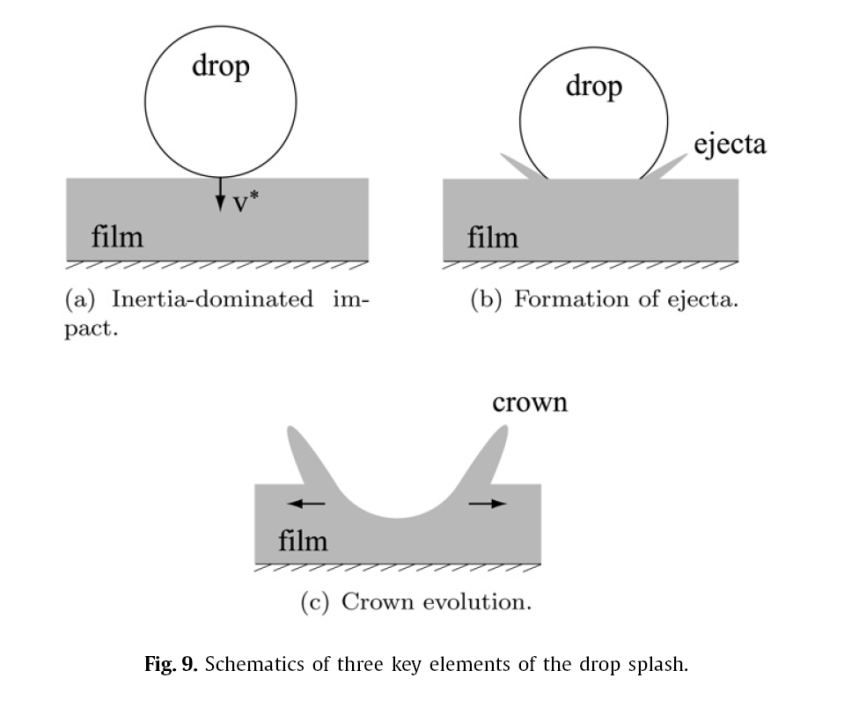 drop
v*
film
(a) Inertia-dominated im-
pact.
drop
ejecta
film
(b) Formation of ejecta.
crown
film
(c) Crown evolution.
Fig. 9. Schematics of three key elements of the drop splash.